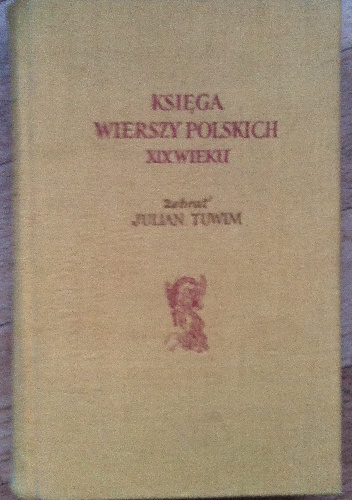 KSIĘGA
WIERSZY POLSKICH
XIX WIEKU
Zebrał
JULIAN TUWIM